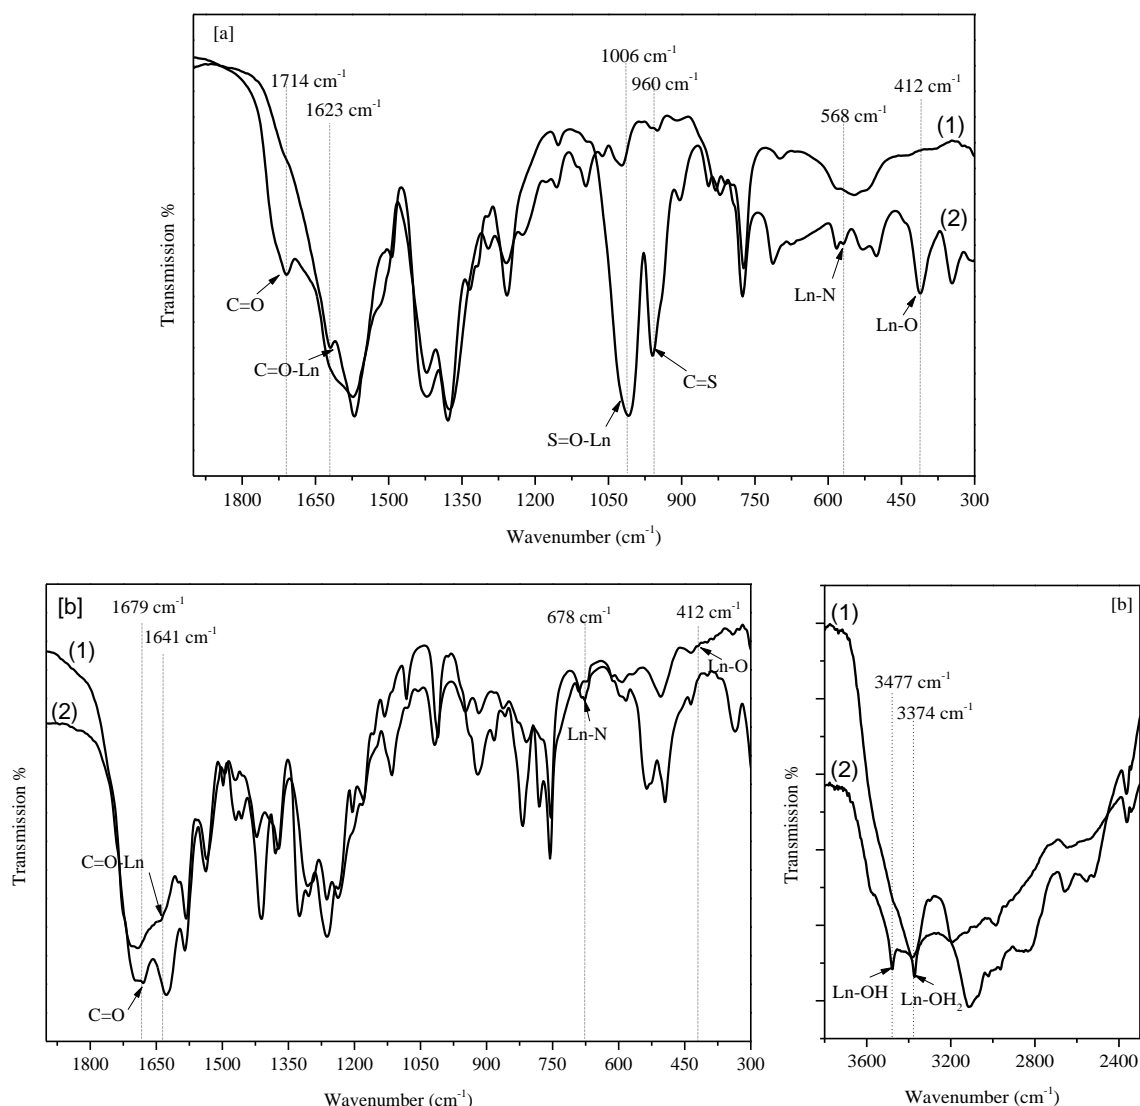 [a]
1006 cm-1
1714 cm-1
960 cm-1
412 cm-1
1623 cm-1
568 cm-1
(1)
(2)
Transmission %
C=O
Ln-N
Ln-O
C=O-Ln
C=S
S=O-Ln
1800 1650 1500 1350 1200 1050 900 750 600 450 300
Wavenumber (cm-1)
[b]
1679 cm-1
678 cm-1
412 cm-1
1641 cm-1
(1)
(2)
Ln-O
Ln-N
Transmission %
C=O-Ln
C=O
1800 1650 1500 1350 1200 1050 900 750 600 450 300
Wavenumber (cm-1)
[b]
(1)
3477 cm-1
3374 cm-1
(2)
Transmission %
Ln-OH
Ln-OH2
3600 3200 2800 2400
Wavenumber (cm-1)